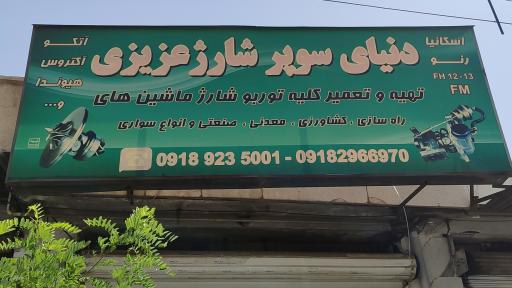 دنیای سوپر شارژ عزیزی
تهیه و تعمیر کلیه توربو شارژ ماشین های
راه سازی ، کشاورزی ، معدنی ، صنعتی و انواع سواری
0918 923 5001 - 09182966970
اسکانیا
رنو
FH 12-13
FM
آتکو
آکتروس
هیوندا
و...